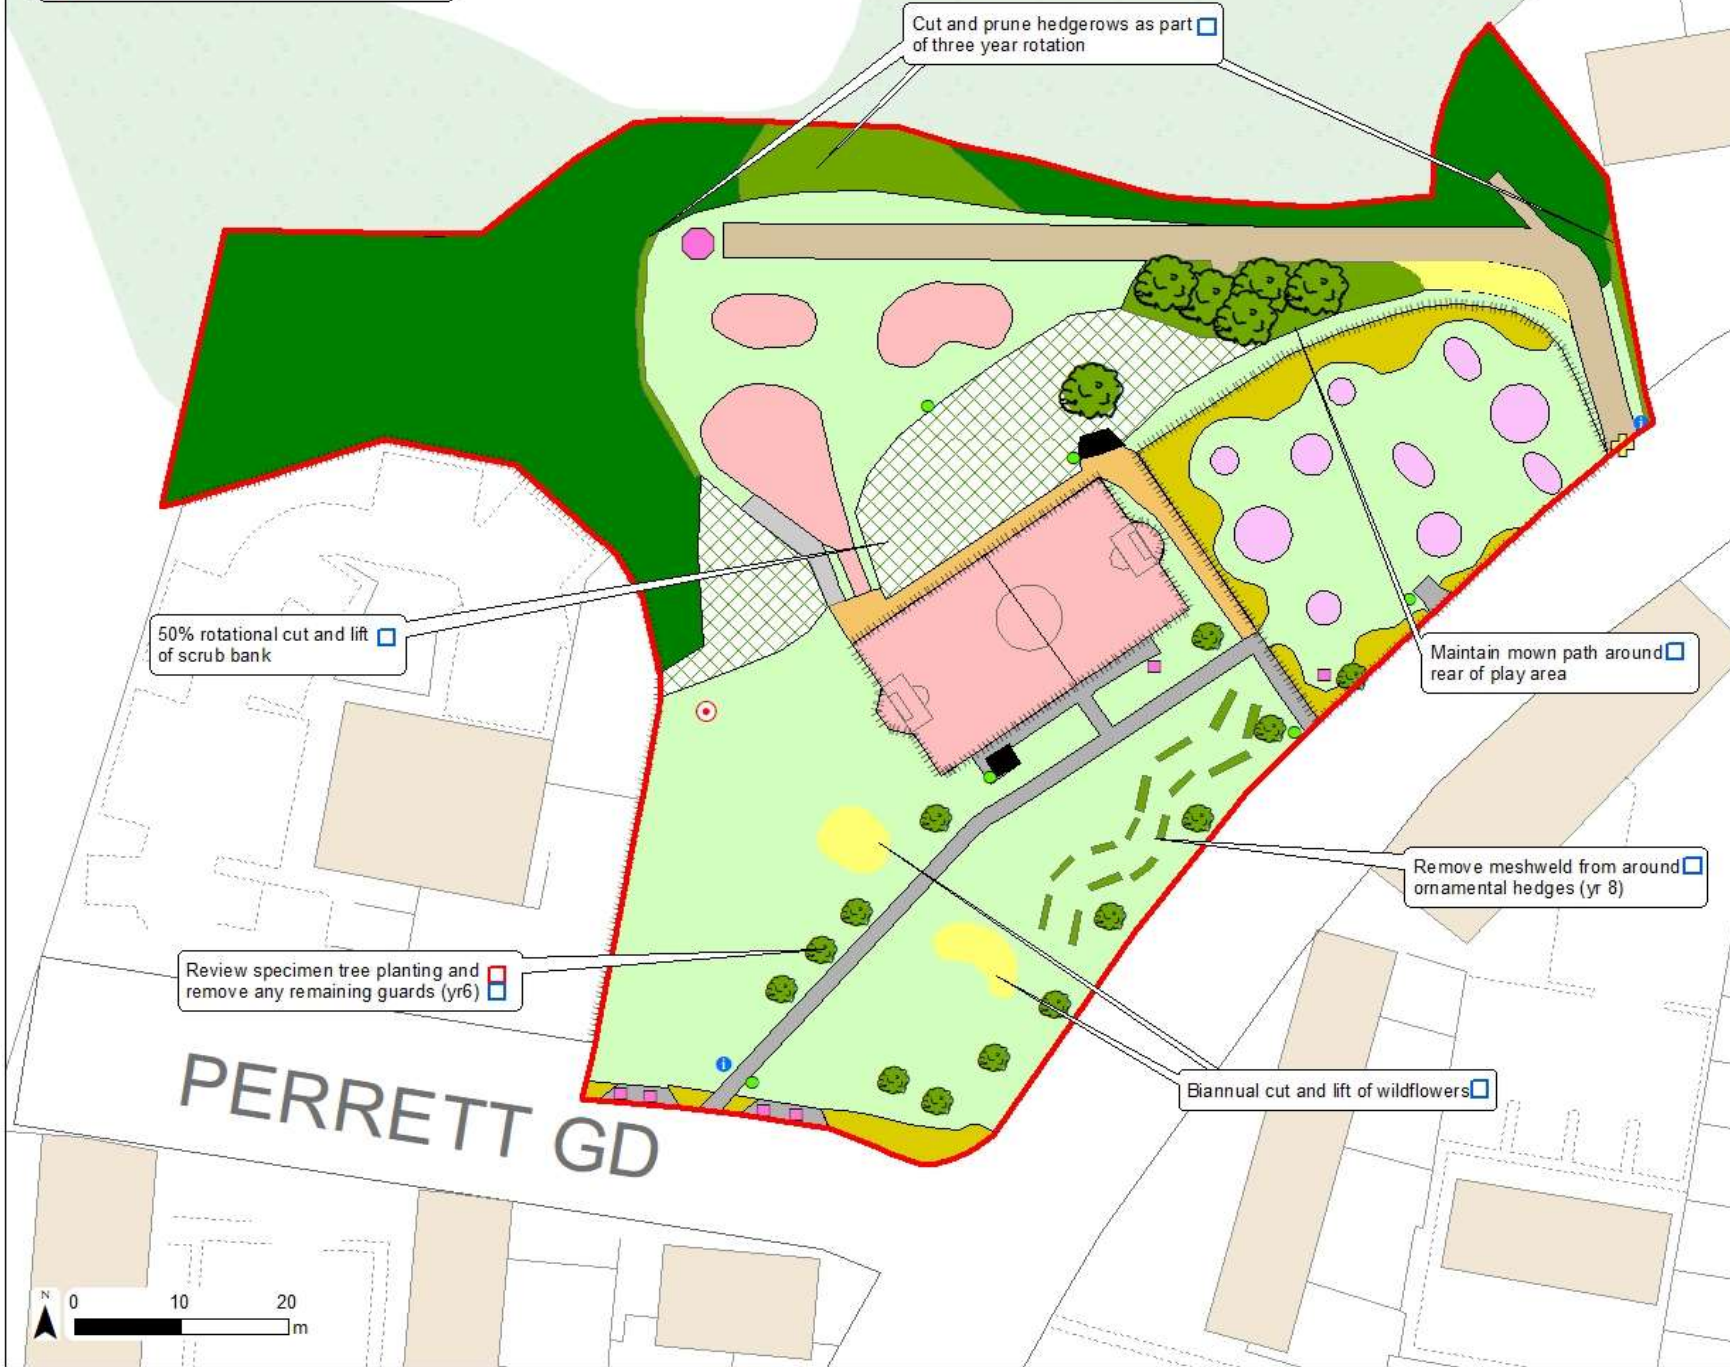 Cut and prune hedgerows as part
of three year rotation
50% rotational cut and lift
of scrub bank
Maintain mown path around
rear of play area
Remove meshweld from around
ornamental hedges (yr 8)
Review specimen tree planting and
remove any remaining guards (yr6)
Biannual cut and lift of wildflowers
PERRETT GD
N
0 10 20
m